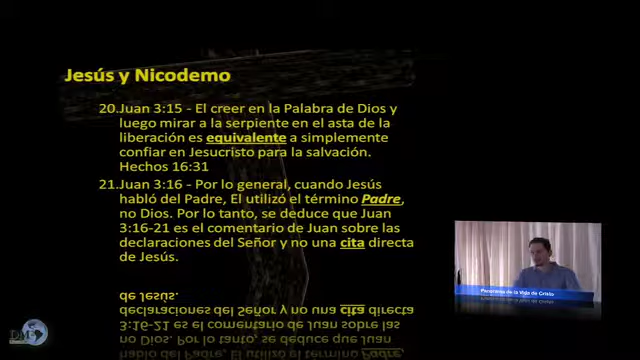 Jesús y Nicodemo
20. Juan 3:15 - El creer en la Palabra de Dios y
luego mirar a la serpiente en el asta de la
liberación es equivalente a simplemente
confiar en Jesucristo para la salvación.
Hechos 16:31
21. Juan 3:16 - Por lo general, cuando Jesús
habló del Padre, El utilizó el término Padre,
no Dios. Por lo tanto, se deduce que Juan
3:16-21 es el comentario de Juan sobre las
declaraciones del Señor y no una cita directa
de Jesús.
Panorama de la Vida de Cristo